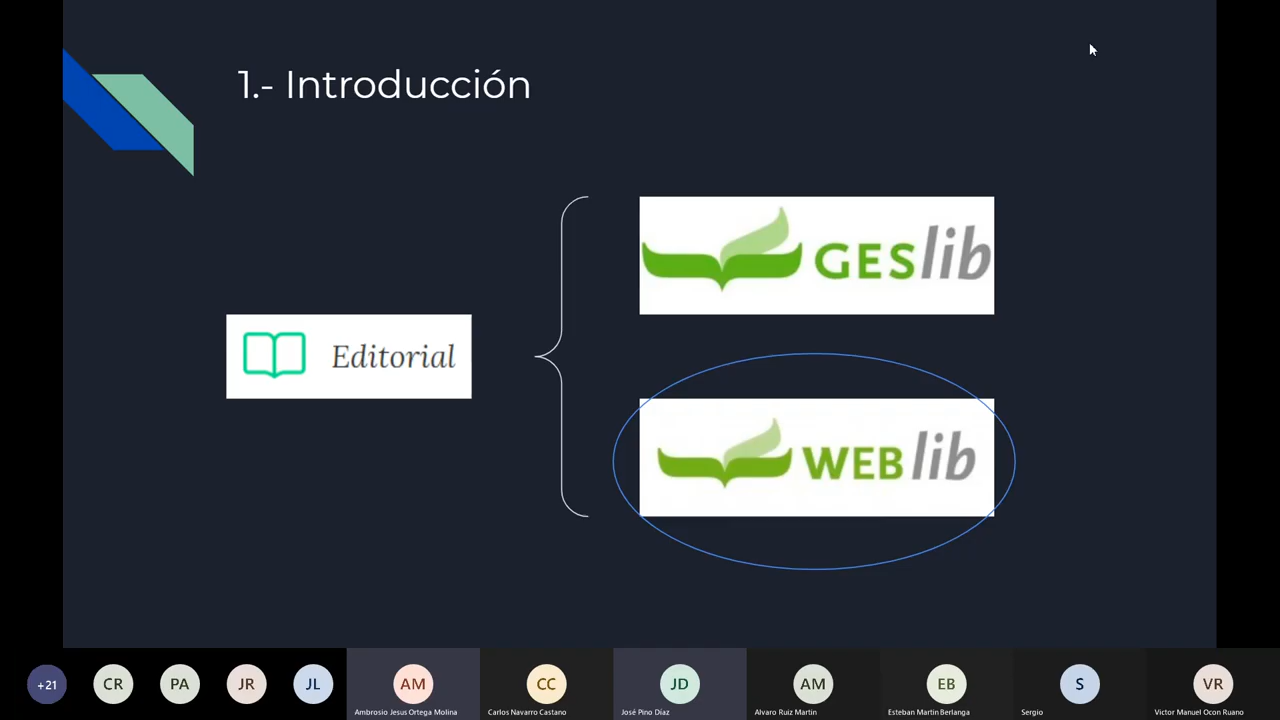 1.- Introducción
GESlib
Editorial
WEBlib
+21
CR
PA
JR
JL
AM
CC
JD
AM
EB
S
VR
Ambrosio Jesus Ortega Molina
Carlos Navarro Castano
José Pino Díaz
Alvaro Ruiz Martin
Esteban Martin Berlanga
Sergio
Victor Manuel Ocon Ruano